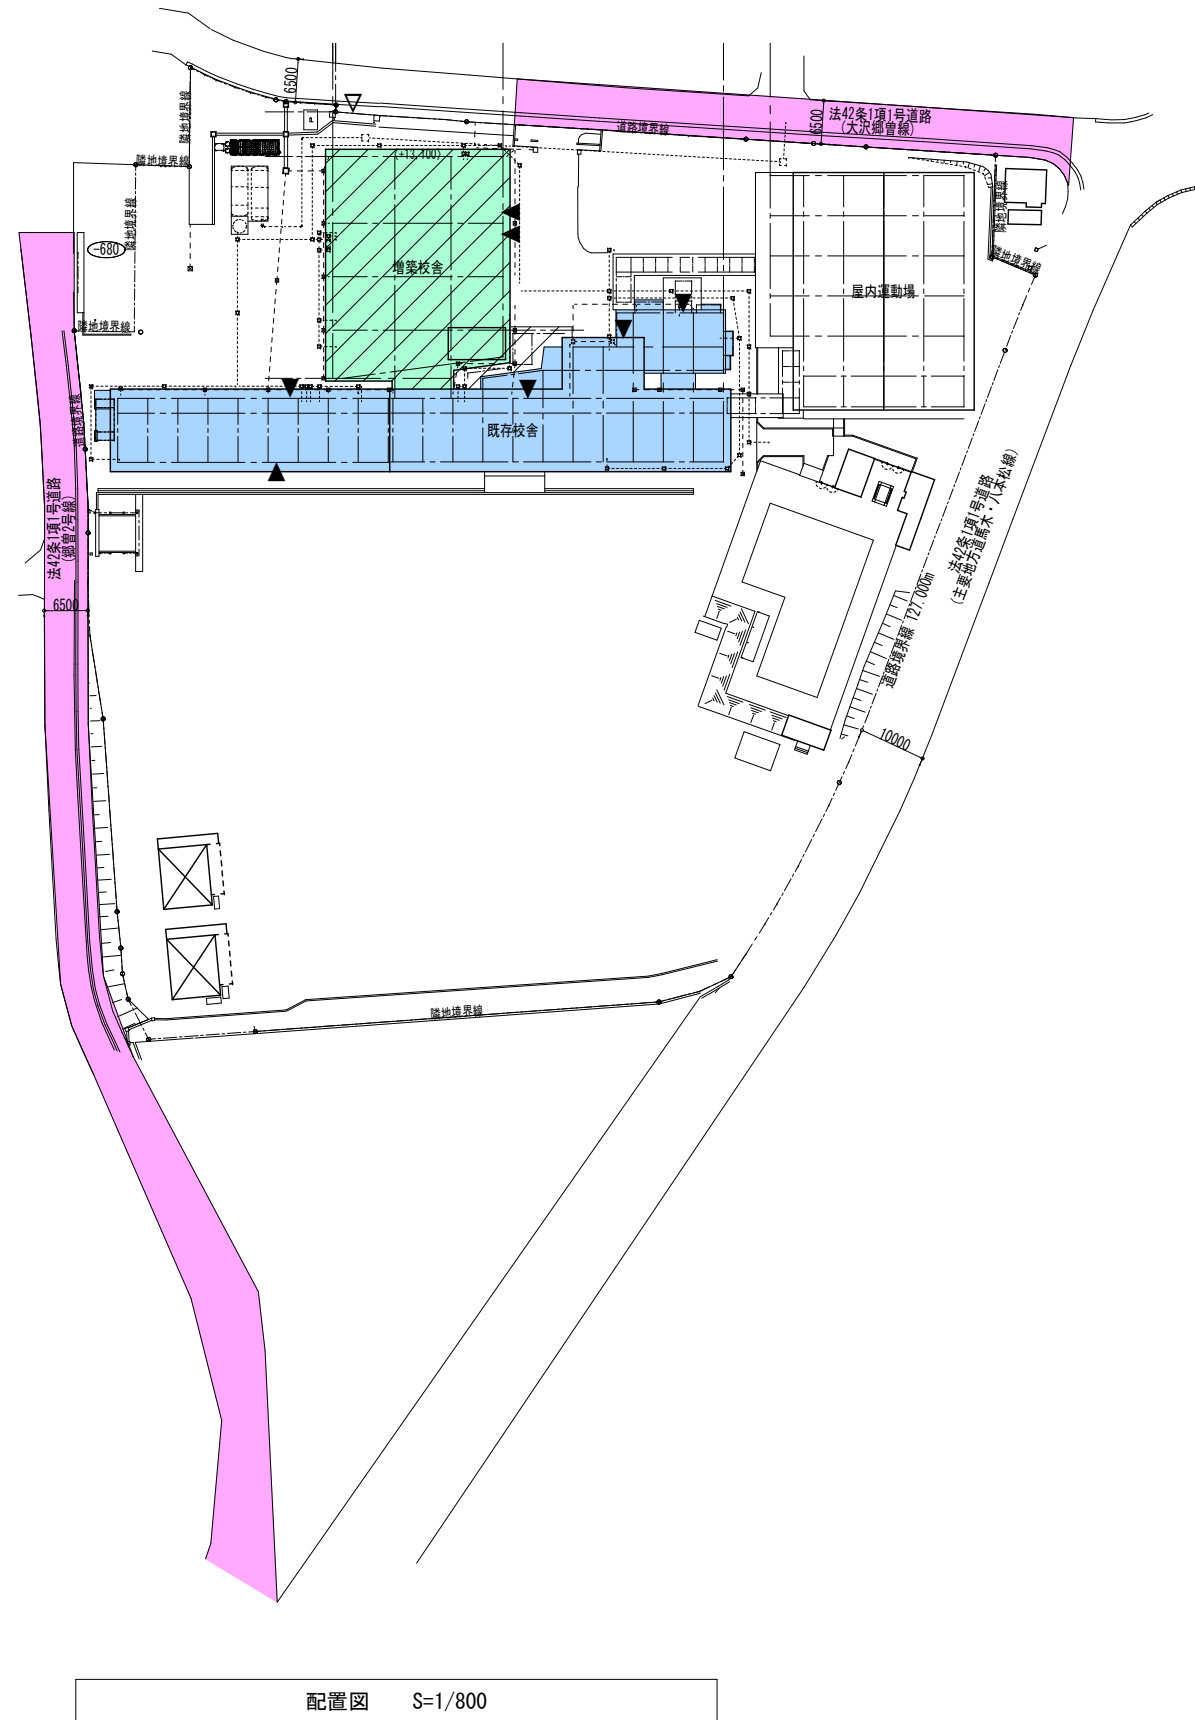 6500
法42条1項1号道路
(大沢郷曽線)
6500
道路境界線
隣地境界線
隣地境界線
隣地境界線
(+13,100)
隣地境界線
隣地境界線
-680
増築校舎
屋内運動場
隣地境界線
道路境界線
既存校舎
法42条1項1号道路
(郷曽2号線)
6500
法42条1項1号道路
(主要地方道馬木・八本松線)
道路境界線 127.000m
10000
隣地境界線
配置図 S=1/800